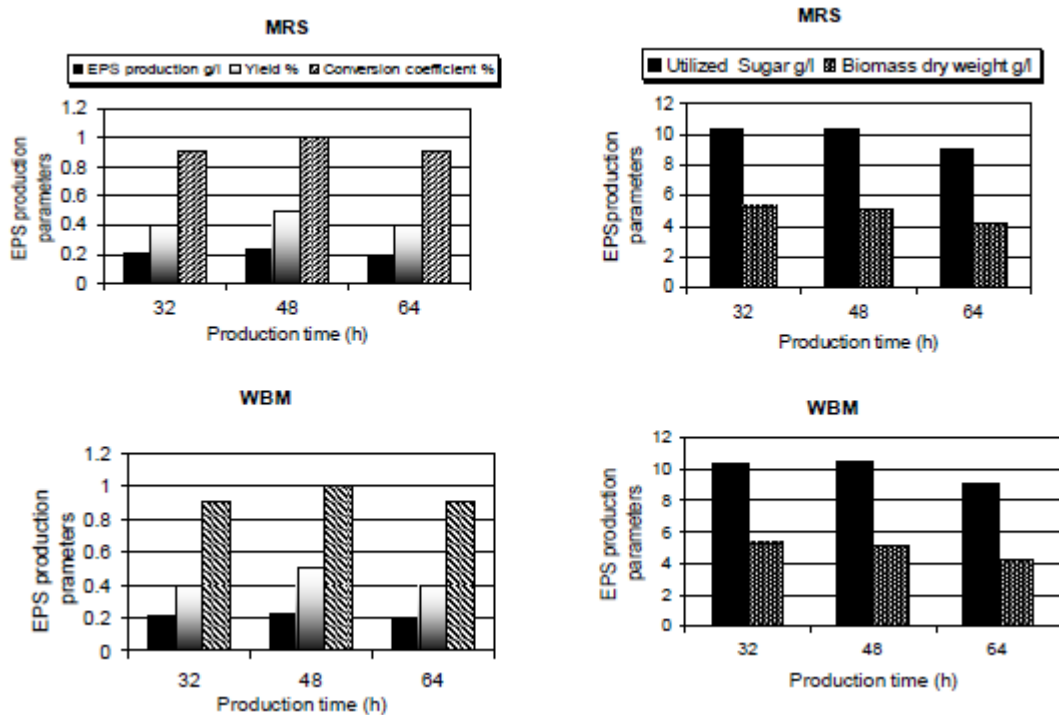 MRS
EPS production g/l Yield % Conversion coefficient %
1.2
1
0.8
0.6
0.4
0.2
0
EPS production
parameters
32 48 64
Production time (h)
MRS
Utilized Sugar g/l Biomass dry weight g/l
12
10
8
6
4
2
0
EPSproduction
parameters
32 48 64
Production time (h)
WBM
1.2
1
0.8
0.6
0.4
0.2
0
EPS production
prameters
32 48 64
Production time (h)
WBM
12
10
8
6
4
2
0
EPS production
parameters
32 48 64
Production time (h)